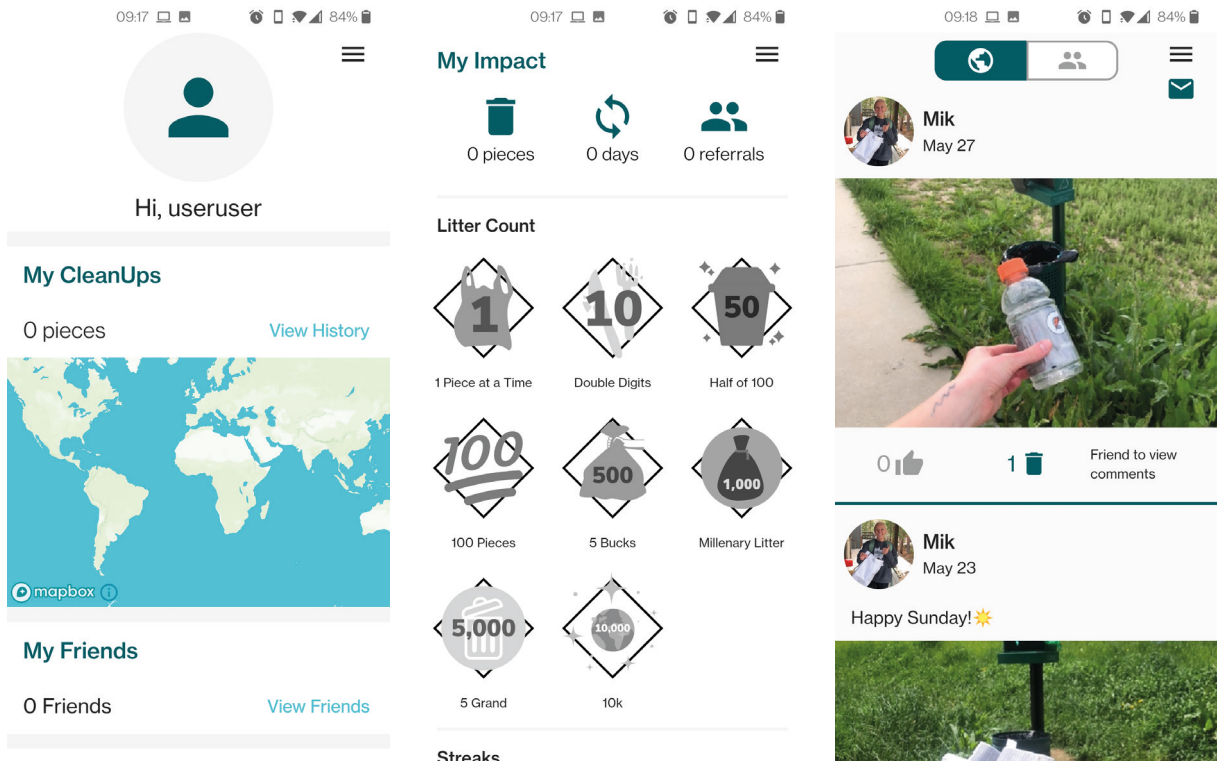 09:17 84%
Hi, useruser
My CleanUps
0 pieces View History
mapbox
My Friends
0 Friends View Friends
09:17 84%
My Impact
0 pieces 0 days 0 referrals
Litter Count
1 10 50
1 Piece at a Time Double Digits Half of 100
100 500 1,000
100 Pieces 5 Bucks Millenary Litter
5,000 10,000
5 Grand 10k
Streaks
09:18 84%
Mik
May 27
0 1 Friend to view
comments
Mik
May 23
Happy Sunday!☀️